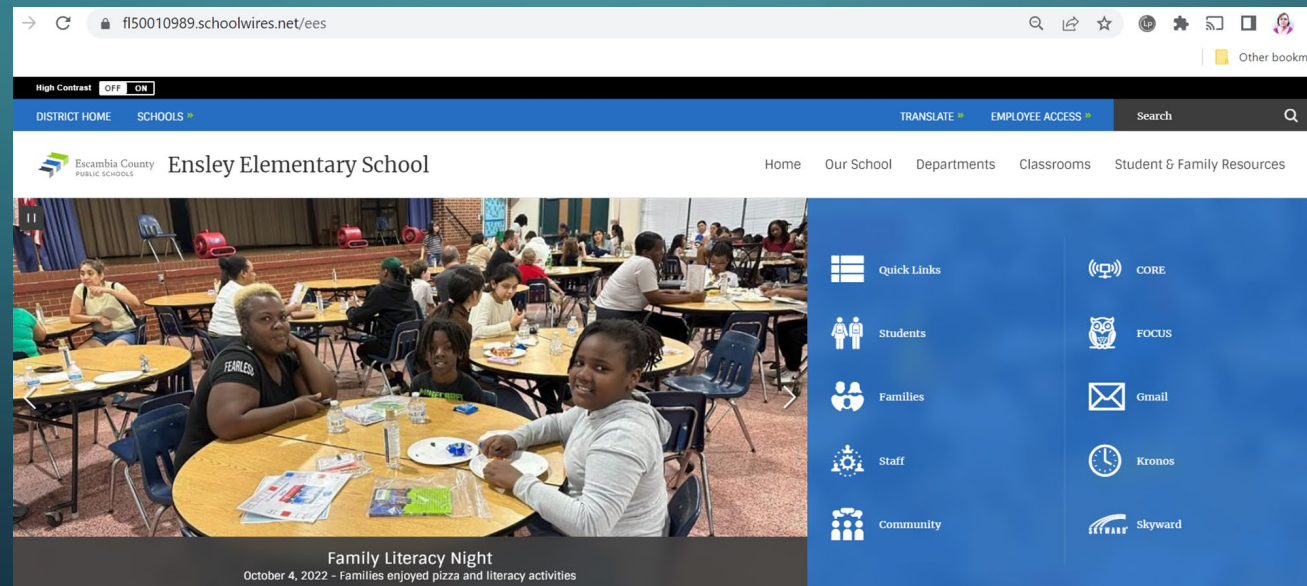 fl50010989.schoolwires.net/ees
Other bookm
High Contrast OFF ON
DISTRICT HOME SCHOOLS » TRANSLATE » EMPLOYEE ACCESS » Search
Escambia County
PUBLIC SCHOOLS
Ensley Elementary School
Home Our School Departments Classrooms Student & Family Resources
FEARLESS
Quick Links
Students
Families
Staff
Community
CORE
FOCUS
Gmail
Kronos
SKYWARD Skyward
Family Literacy Night
October 4, 2022 - Families enjoyed pizza and literacy activities